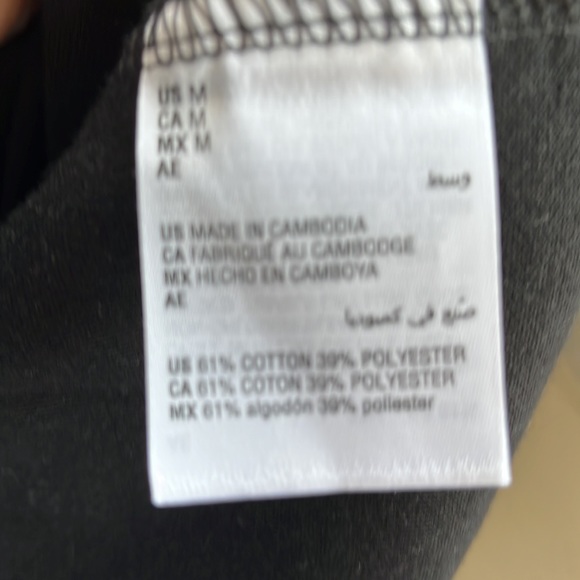 US M
CA M
MX M
AE
وسط
US MADE IN CAMBODIA
CA FABRIQUÉ AU CAMBODGE
MX HECHO EN CAMBOYA
AE
صنع في كمبوديا
US 61% COTTON 39% POLYESTER
CA 61% COTON 39% POLYESTER
MX 61% algodón 39% poliester